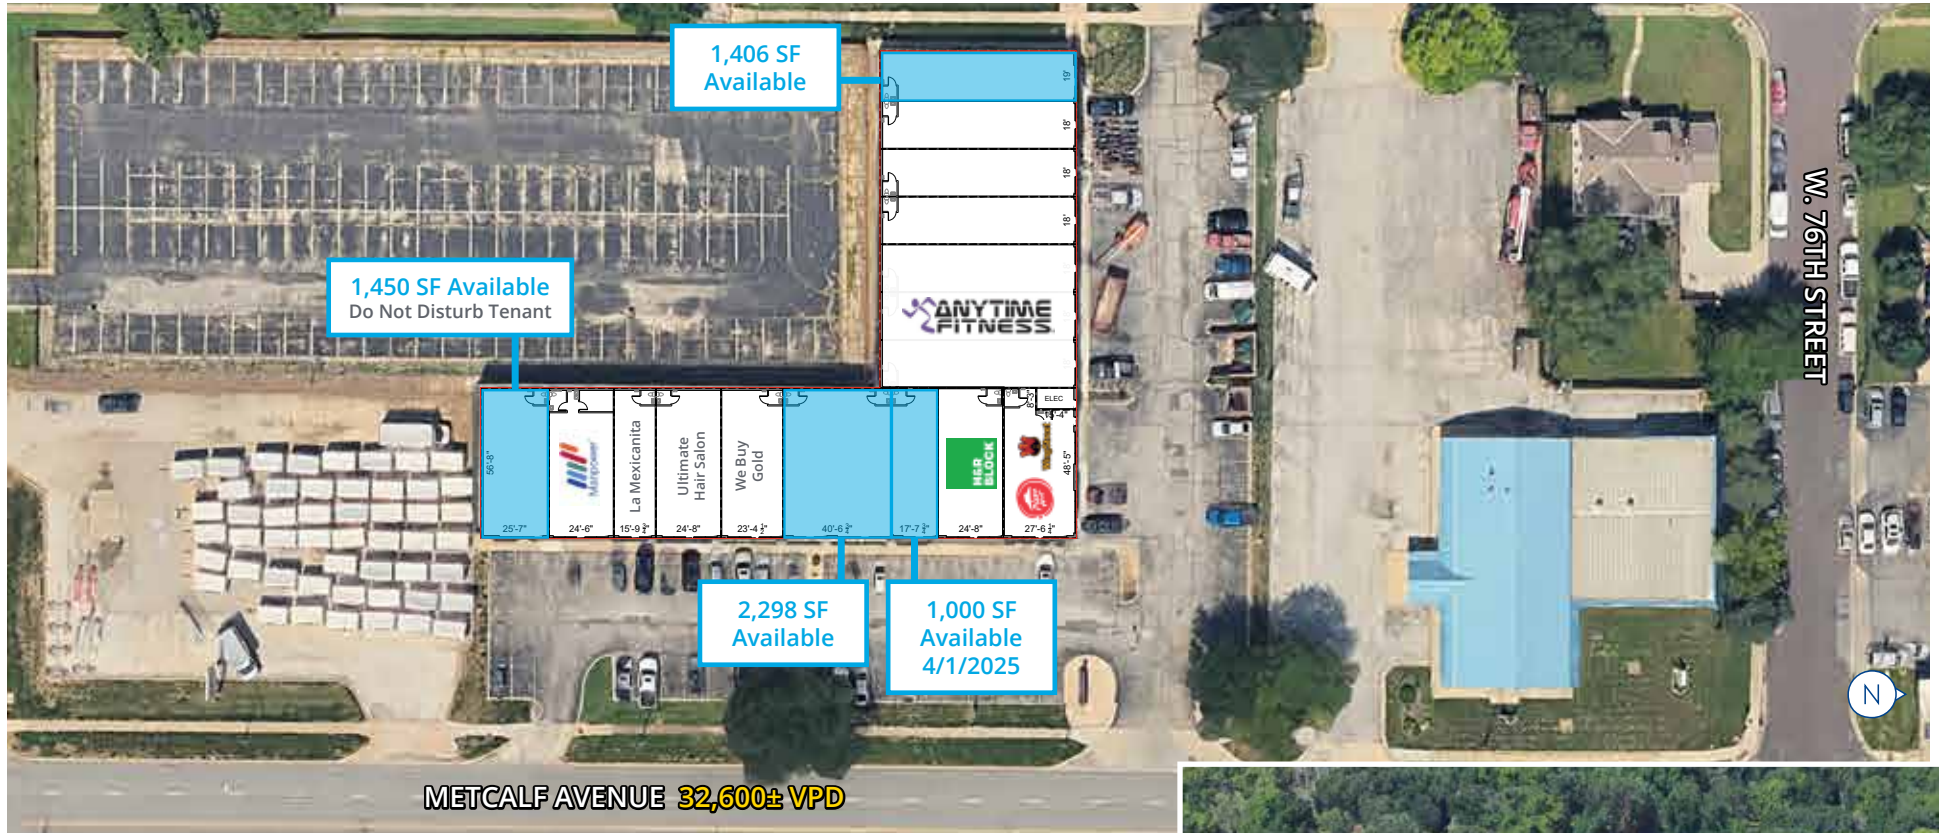 1,406 SF
Available
19'
18'
18'
18'
W. 76TH STREET
1,450 SF Available
Do Not Disturb Tenant
ANYTIME
FITNESS
56'-8"
Manpower
La Mexicanita
Ultimate
Hair Salon
We Buy
Gold
H&R
BLOCK
8'-3"
ELEC
48'-5"
25'-7"
24'-6"
24'-8"
24'-8"
2,298 SF
Available
1,000 SF
Available
4/1/2025
N
METCALF AVENUE 32,600± VPD